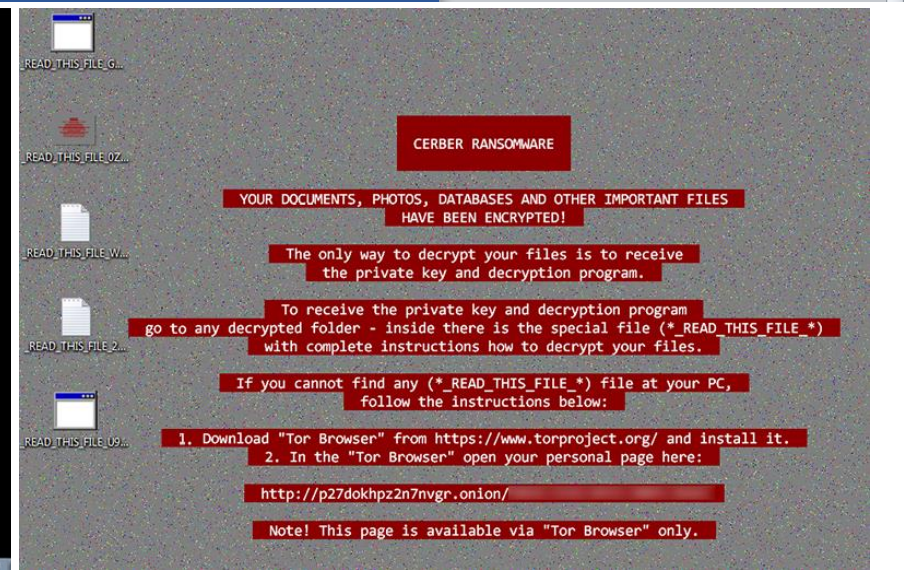 _READ_THIS_FILE_G...
_READ_THIS_FILE_0Z...
_READ_THIS_FILE_W...
_READ_THIS_FILE_2...
_READ_THIS_FILE_U9...
CERBER RANSOMWARE
YOUR DOCUMENTS, PHOTOS, DATABASES AND OTHER IMPORTANT FILES
HAVE BEEN ENCRYPTED!
The only way to decrypt your files is to receive
the private key and decryption program.
To receive the private key and decryption program
go to any decrypted folder - inside there is the special file (*_READ_THIS_FILE_*)
with complete instructions how to decrypt your files.
If you cannot find any (*_READ_THIS_FILE_*) file at your PC,
follow the instructions below:
1. Download "Tor Browser" from https://www.torproject.org/ and install it.
2. In the "Tor Browser" open your personal page here:
http://p27dokhpz2n7nvgr.onion/
Note! This page is available via "Tor Browser" only.